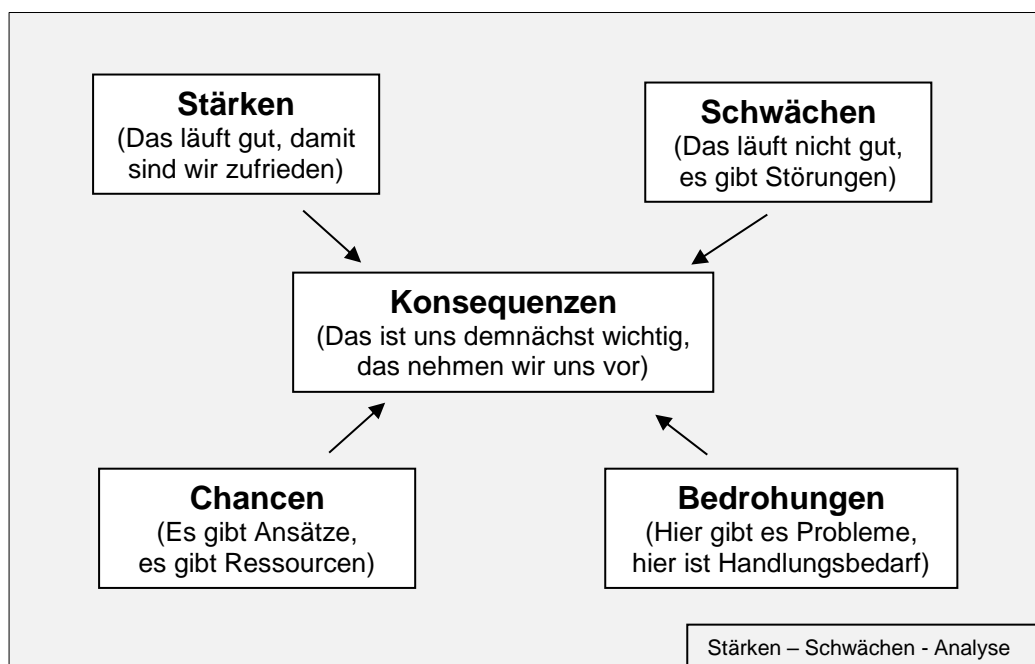 Stärken
(Das läuft gut, damit
sind wir zufrieden)
Schwächen
(Das läuft nicht gut,
es gibt Störungen)
Konsequenzen
(Das ist uns demnächst wichtig,
das nehmen wir uns vor)
Chancen
(Es gibt Ansätze,
es gibt Ressourcen)
Bedrohungen
(Hier gibt es Probleme,
hier ist Handlungsbedarf)
Stärken – Schwächen - Analyse